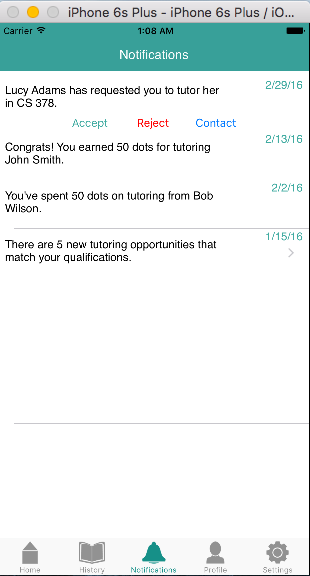 iPhone 6s Plus - iPhone 6s Plus / iO...
Carrier 1:08 AM
Notifications
Lucy Adams has requested you to tutor her 2/29/16
in CS 378.
Accept Reject Contact
Congrats! You earned 50 dots for tutoring 2/13/16
John Smith.
You've spent 50 dots on tutoring from Bob 2/2/16
Wilson.
There are 5 new tutoring opportunities that 1/15/16
match your qualifications.
Home History Notifications Profile Settings